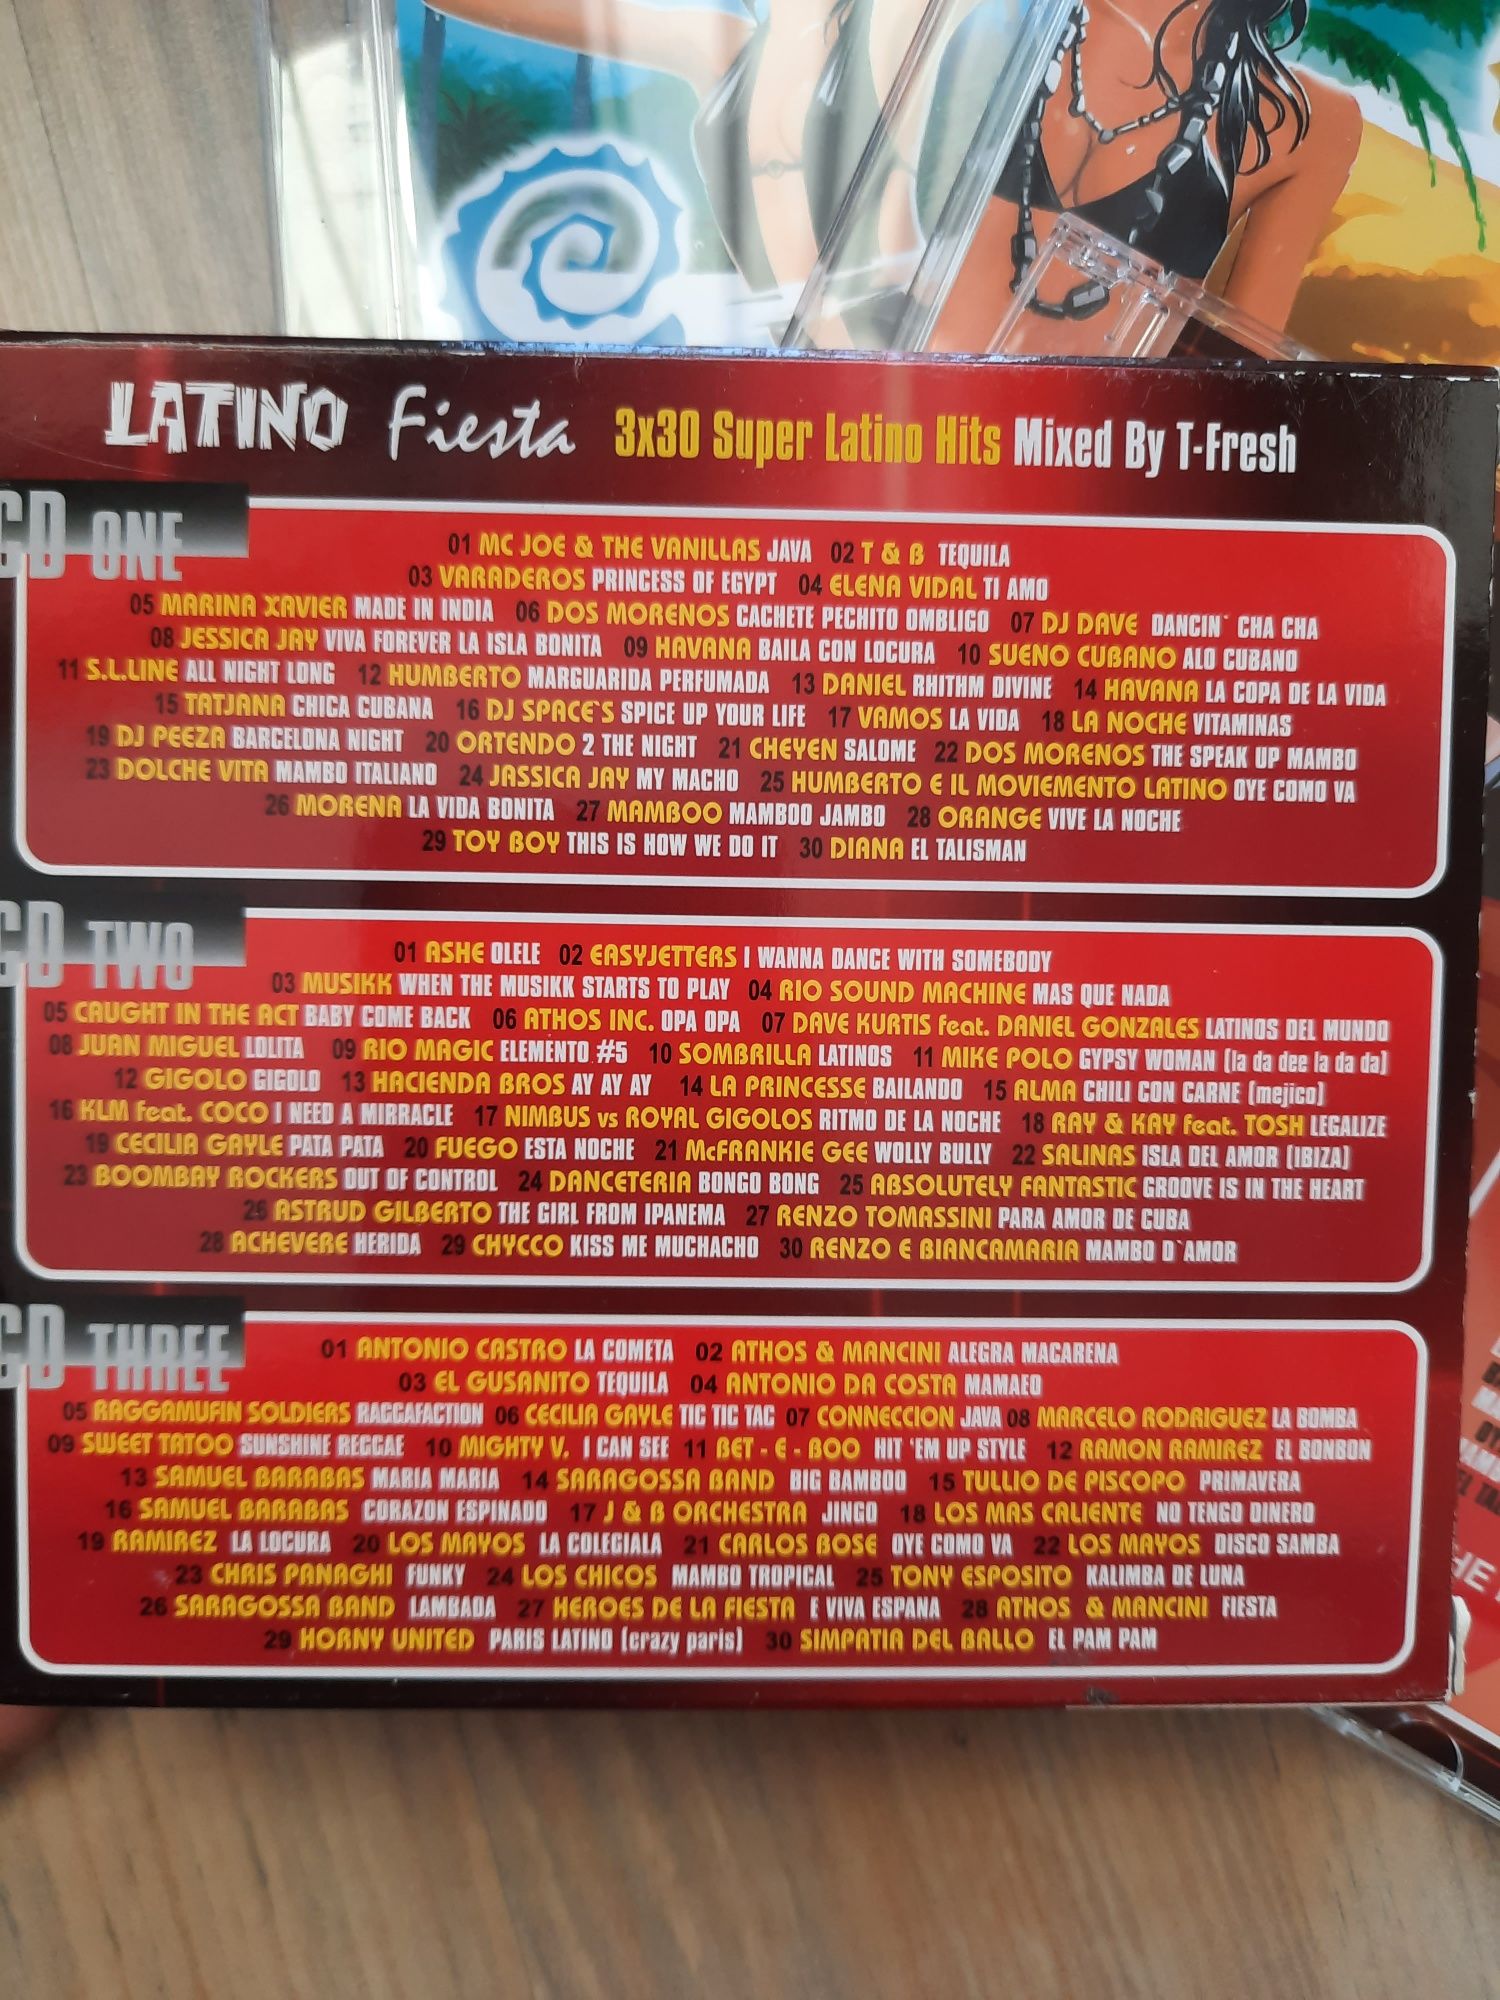 LATINO Fiesta 3x30 Super Latino Hits Mixed By T-Fresh
CD ONE
01 MC JOE & THE VANILLAS JAVA 02 T & B TEQUILA
03 VARADEROS PRINCESS OF EGYPT 04 ELENA VIDAL TI AMO
05 MARINA XAVIER MADE IN INDIA 06 DOS MORENOS CACHETE PECHITO OMBLIGO 07 DJ DAVE DANCIN` CHA CHA
08 JESSICA JAY VIVA FOREVER LA ISLA BONITA 09 HAVANA BAILA CON LOCURA 10 SUENO CUBANO ALO CUBANO
11 S.L.LINE ALL NIGHT LONG 12 HUMBERTO MARGUARIDA PERFUMADA 13 DANIEL RHITHM DIVINE 14 HAVANA LA COPA DE LA VIDA
15 TATJANA CHICA CUBANA 16 DJ SPACE`S SPICE UP YOUR LIFE 17 VAMOS LA VIDA 18 LA NOCHE VITAMINAS
19 DJ PEEZA BARCELONA NIGHT 20 ORTENDO 2 THE NIGHT 21 CHEYEN SALOME 22 DOS MORENOS THE SPEAK UP MAMBO
23 DOLCHE VITA MAMBO ITALIANO 24 JASSICA JAY MY MACHO 25 HUMBERTO E IL MOVIEMENTO LATINO OYE COMO VA
26 MORENA LA VIDA BONITA 27 MAMBOO MAMBOO JAMBO 28 ORANGE VIVE LA NOCHE
29 TOY BOY THIS IS HOW WE DO IT 30 DIANA EL TALISMAN
CD TWO
01 ASHE OLELE 02 EASYJETTERS I WANNA DANCE WITH SOMEBODY
03 MUSIKK WHEN THE MUSIKK STARTS TO PLAY 04 RIO SOUND MACHINE MAS QUE NADA
05 CAUGHT IN THE ACT BABY COME BACK 06 ATHOS INC. OPA OPA 07 DAVE KURTIS feat. DANIEL GONZALES LATINOS DEL MUNDO
08 JUAN MIGUEL LOLITA 09 RIO MAGIC ELEMENTO #5 10 SOMBRILLA LATINOS 11 MIKE POLO GYPSY WOMAN (la da dee la da da)
12 GIGOLO GIGOLO 13 HACIENDA BROS AY AY AY 14 LA PRINCESSE BAILANDO 15 ALMA CHILI CON CARNE (mejico)
16 KLM feat. COCO I NEED A MIRRACLE 17 NIMBUS vs ROYAL GIGOLOS RITMO DE LA NOCHE 18 RAY & KAY feat. TOSH LEGALIZE
19 CECILIA GAYLE PATA PATA 20 FUEGO ESTA NOCHE 21 McFRANKIE GEE WOLLY BULLY 22 SALINAS ISLA DEL AMOR (IBIZA)
23 BOOMBAY ROCKERS OUT OF CONTROL 24 DANCETERIA BONGO BONG 25 ABSOLUTELY FANTASTIC GROOVE IS IN THE HEART
26 ASTRUD GILBERTO THE GIRL FROM IPANEMA 27 RENZO TOMASSINI PARA AMOR DE CUBA
28 ACHEVERE HERIDA 29 CHYCCO KISS ME MUCHACHO 30 RENZO E BIANCAMARIA MAMBO D`AMOR
CD THREE
01 ANTONIO CASTRO LA COMETA 02 ATHOS & MANCINI ALEGRA MACARENA
03 EL GUSANITO TEQUILA 04 ANTONIO DA COSTA MAMAEO
05 RAGGAMUFIN SOLDIERS RAGGAFACTION 06 CECILIA GAYLE TIC TIC TAC 07 CONNECCION JAVA 08 MARCELO RODRIGUEZ LA BOMBA
09 SWEET TATOO SUNSHINE REGGAE 10 MIGHTY V. I CAN SEE 11 BET - E - BOO HIT 'EM UP STYLE 12 RAMON RAMIREZ EL BONBON
13 SAMUEL BARABAS MARIA MARIA 14 SARAGOSSA BAND BIG BAMBOO 15 TULLIO DE PISCOPO PRIMAVERA
16 SAMUEL BARABAS CORAZON ESPINADO 17 J & B ORCHESTRA JINGO 18 LOS MAS CALIENTE NO TENGO DINERO
19 RAMIREZ LA LOCURA 20 LOS MAYOS LA COLEGIALA 21 CARLOS BOSE OYE COMO VA 22 LOS MAYOS DISCO SAMBA
23 CHRIS PANAGHI FUNKY 24 LOS CHICOS MAMBO TROPICAL 25 TONY ESPOSITO KALIMBA DE LUNA
26 SARAGOSSA BAND LAMBADA 27 HEROES DE LA FIESTA E VIVA ESPANA 28 ATHOS & MANCINI FIESTA
29 HORNY UNITED PARIS LATINO (crazy paris) 30 SIMPATIA DEL BALLO EL PAM PAM